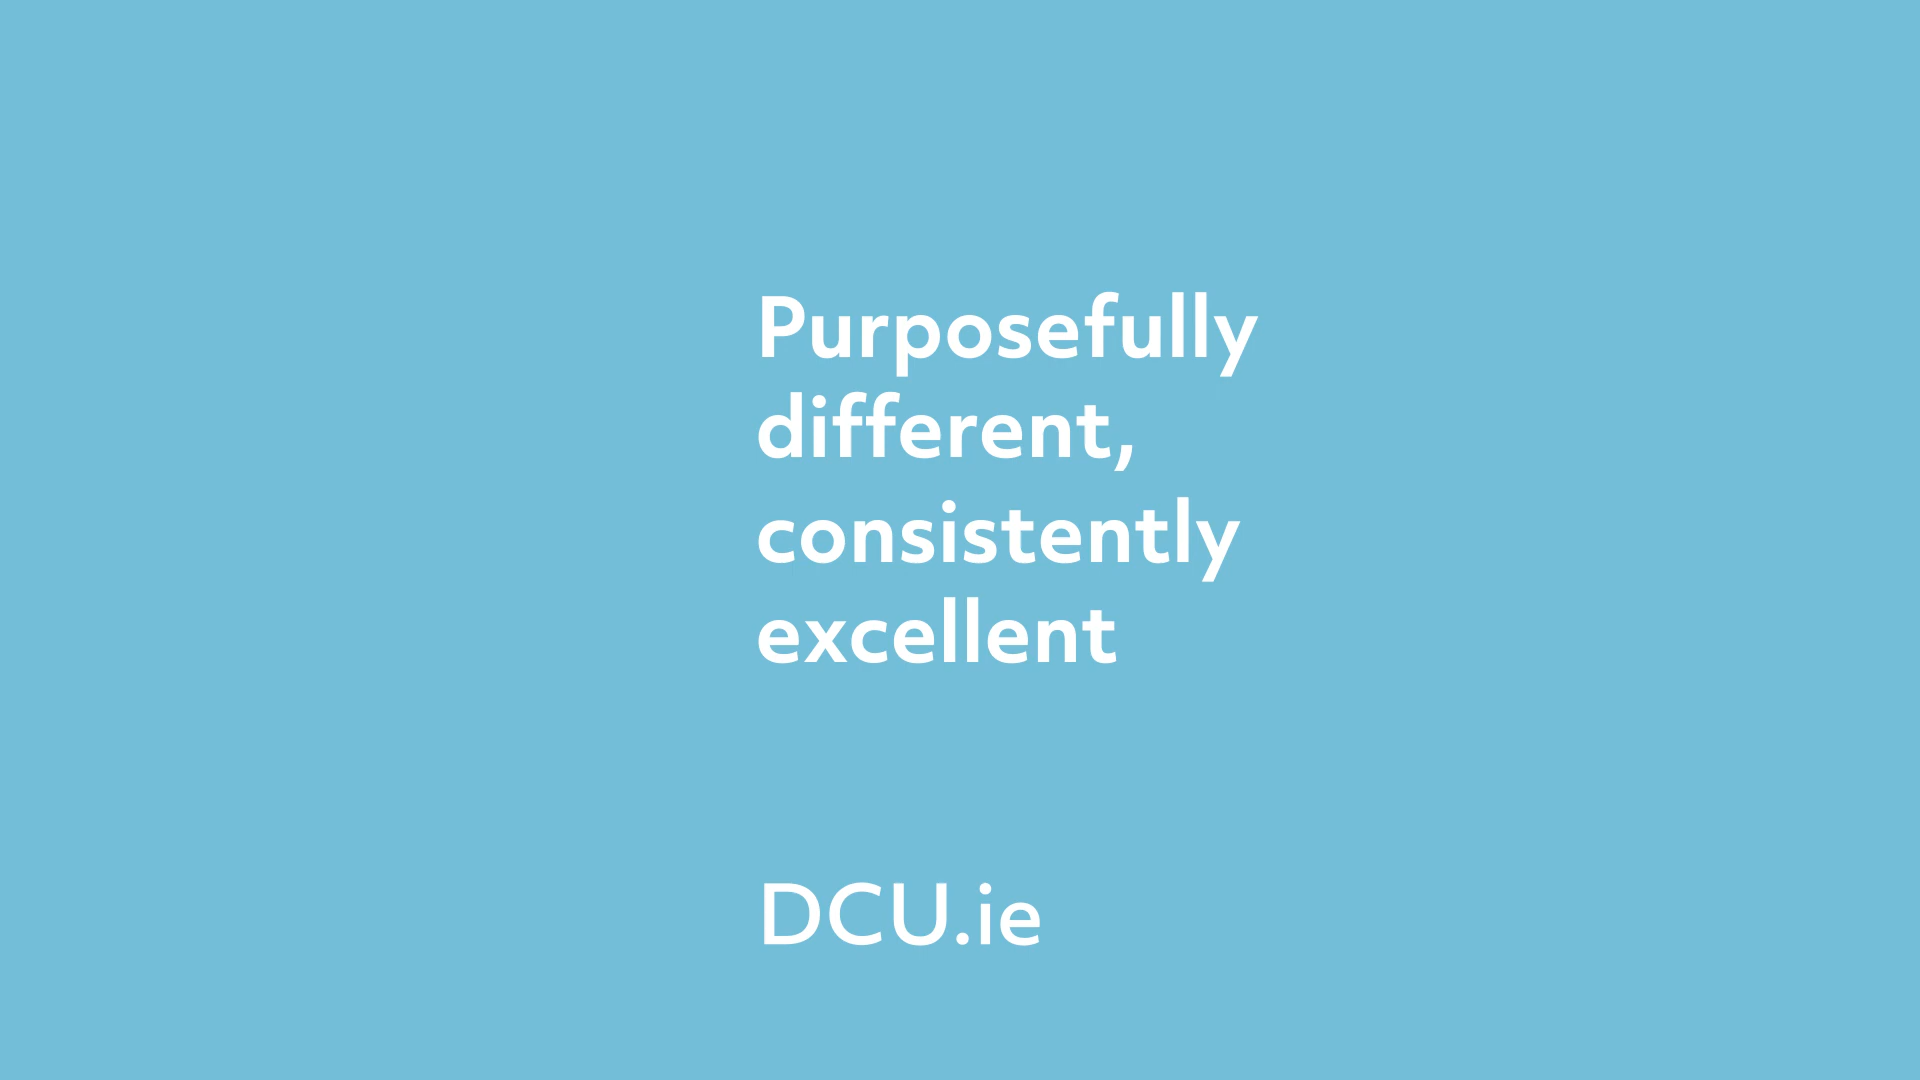 Purposefully
different,
consistently
excellent
DCU.ie